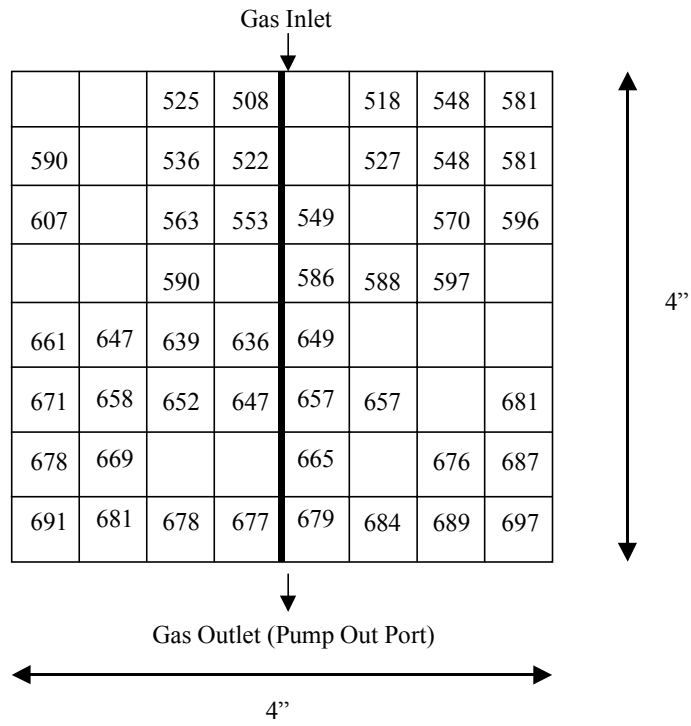 Gas Inlet
525 508 518 548 581
590 536 522 527 548 581
607 563 553 549 570 596
590 586 588 597
4”
661 647 639 636 649
671 658 652 647 657 657 681
678 669 665 676 687
691 681 678 677 679 684 689 697
Gas Outlet (Pump Out Port)
4”